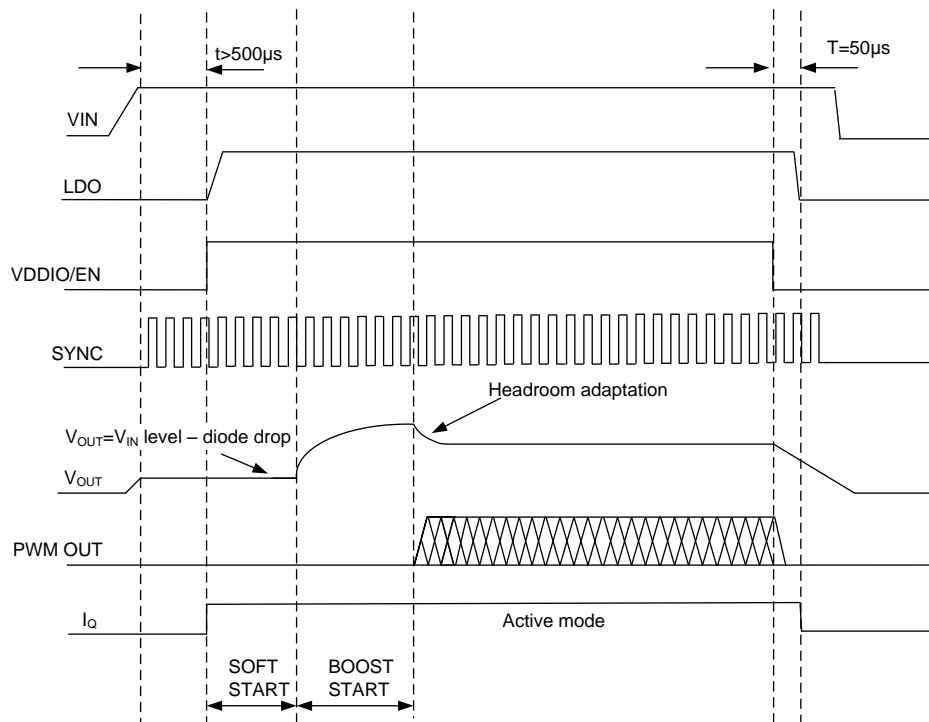 t>500µs
T=50µs
VIN
LDO
VDDIO/EN
SYNC
Headroom adaptation
VOUT=VIN level – diode drop
VOUT
PWM OUT
IQ
Active mode
SOFT
START
BOOST
START